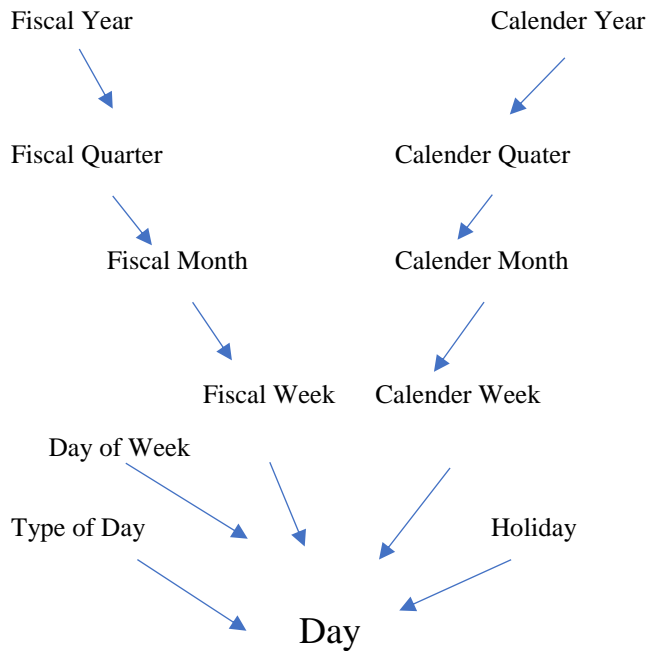 Fiscal Year
Calender Year
Fiscal Quarter
Calender Quater
Fiscal Month
Calender Month
Fiscal Week
Calender Week
Day of Week
Type of Day
Holiday
Day